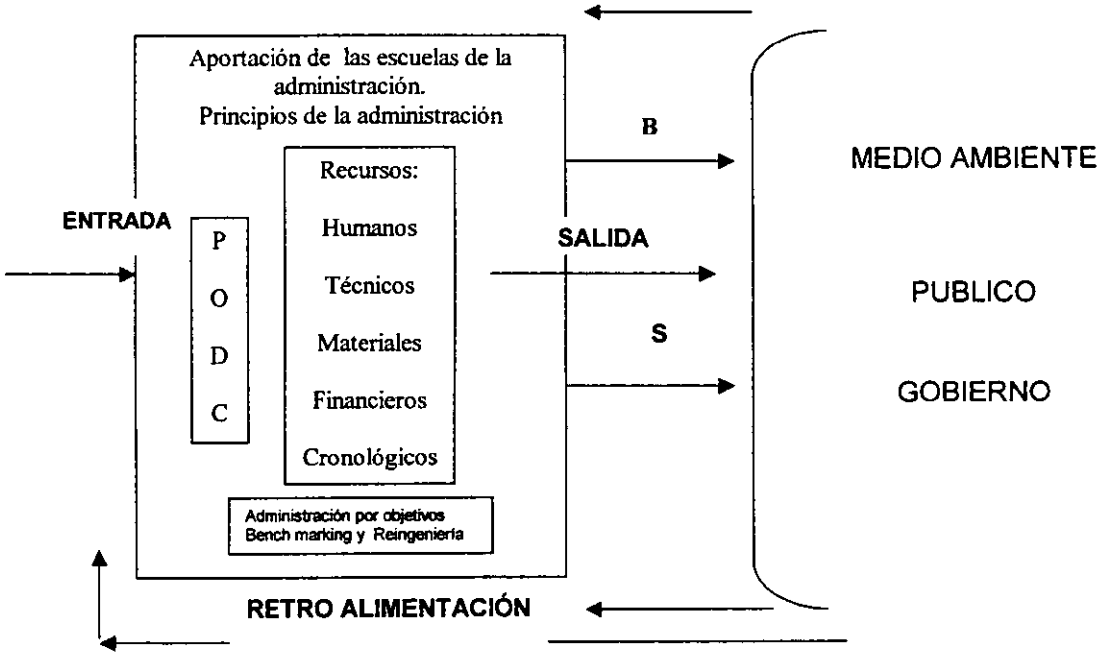 Aportación de las escuelas de la
administración.
Principios de la administración
ENTRADA
P
O
D
C
Recursos:
Humanos
Técnicos
Materiales
Financieros
Cronológicos
Administración por objetivos
Bench marking y Reingeniería
RETRO ALIMENTACIÓN
B
SALIDA
S
MEDIO AMBIENTE
PUBLICO
GOBIERNO